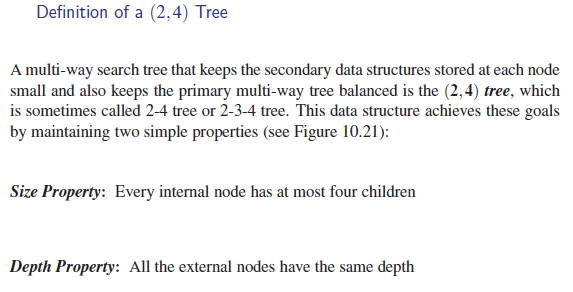 Definition of a (2,4) Tree
A multi-way search tree that keeps the secondary data structures stored at each node
small and also keeps the primary multi-way tree balanced is the (2,4) tree, which
is sometimes called 2-4 tree or 2-3-4 tree. This data structure achieves these goals
by maintaining two simple properties (see Figure 10.21):
Size Property: Every internal node has at most four children
Depth Property: All the external nodes have the same depth